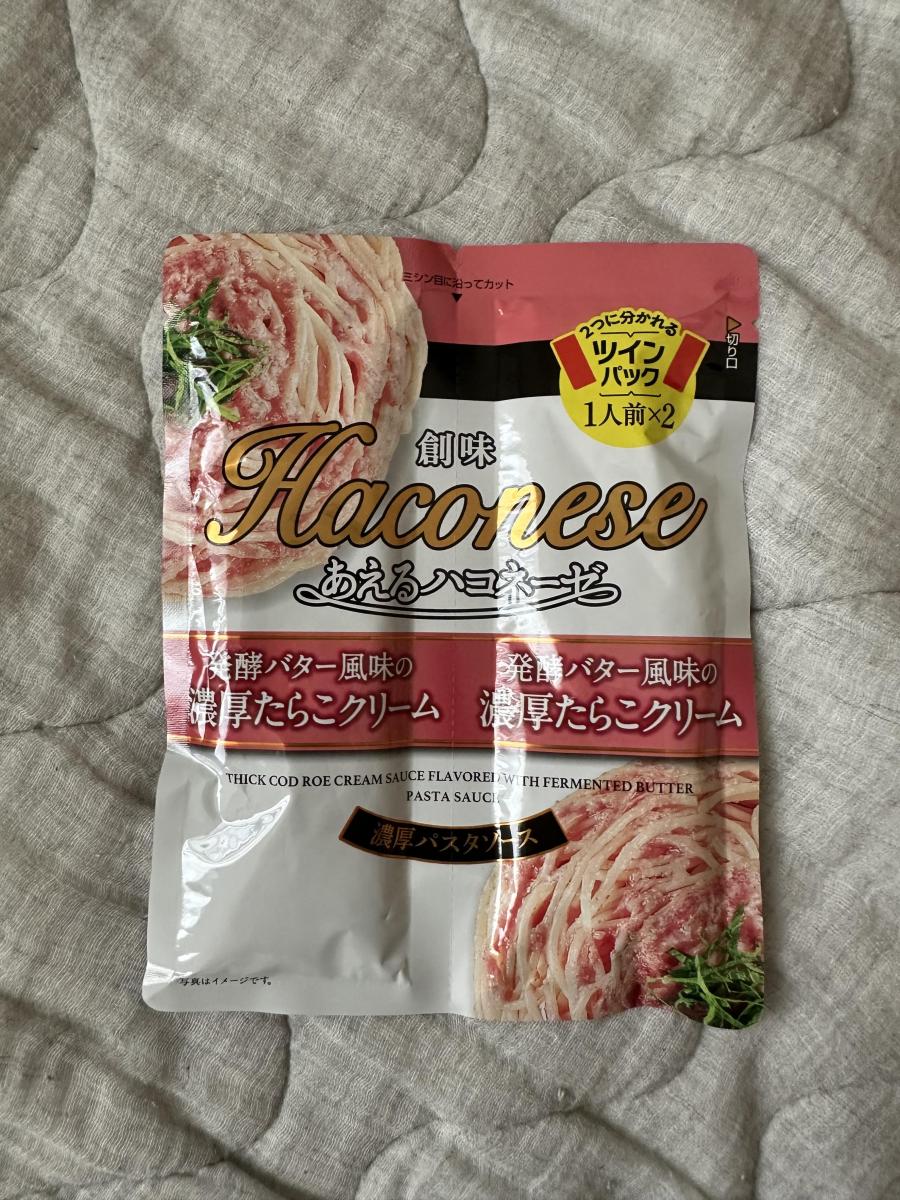 ミシン目に沿ってカット
2つに分かれる
ツイン
パック
1人前×2
切り口
創味
Haconese
あえるハコネーゼ
発酵バター風味の
濃厚たらこクリーム
発酵バター風味の
濃厚たらこクリーム
THICK COD ROE CREAM SAUCE FLAVORED WITH FERMENTED BUTTER
PASTA SAUCE
濃厚パスタソース
写真はイメージです。